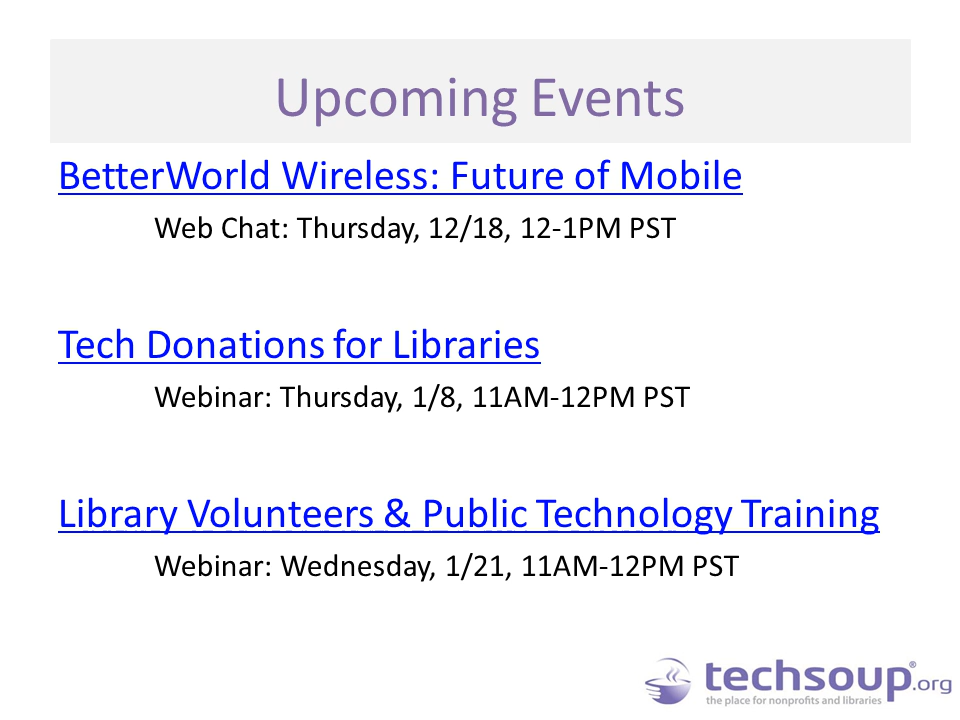 Upcoming Events
BetterWorld Wireless: Future of Mobile
Web Chat: Thursday, 12/18, 12-1PM PST
Tech Donations for Libraries
Webinar: Thursday, 1/8, 11AM-12PM PST
Library Volunteers & Public Technology Training
Webinar: Wednesday, 1/21, 11AM-12PM PST
techsoup®.org
the place for nonprofits and libraries